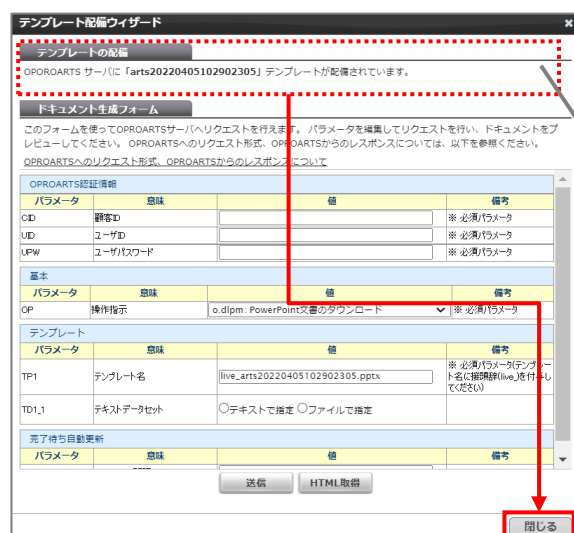 テンプレート配備ウィザード
×
テンプレートの配備
OPOROARTS サーバに「arts20220405102902305」テンプレートが配備されています。
ドキュメント生成フォーム
このフォームを使ってOPROARTSサーバへリクエストを行えます。 パラメータを編集してリクエストを行い、ドキュメントをプ
レビューしてください。 OPROARTSへのリクエスト形式、OPROARTSからのレスポンスについては、以下を参照ください。
OPROARTSへのリクエスト形式、OPROARTSからのレスポンスについて
OPROARTS認証情報
パラメータ 意味 値 備考
CID 顧客ID ※ 必須パラメータ
UID ユーザID ※ 必須パラメータ
UPW ユーザパスワード ※ 必須パラメータ
基本
パラメータ 意味 値 備考
OP 操作指示 o.dlpm: PowerPoint文書のダウンロード ※ 必須パラメータ
テンプレート
パラメータ 意味 値 備考
TP1 テンプレート名 live_arts20220405102902305.pptx ※ 必須パラメータ(テンプレー
ト名に接頭辞(live_)を付与し
てください)
TD1_1 テキストデータセット ○テキストで指定 ○ファイルで指定
完了待ち自動更新
パラメータ 意味 値 備考
送信 HTML取得
閉じる